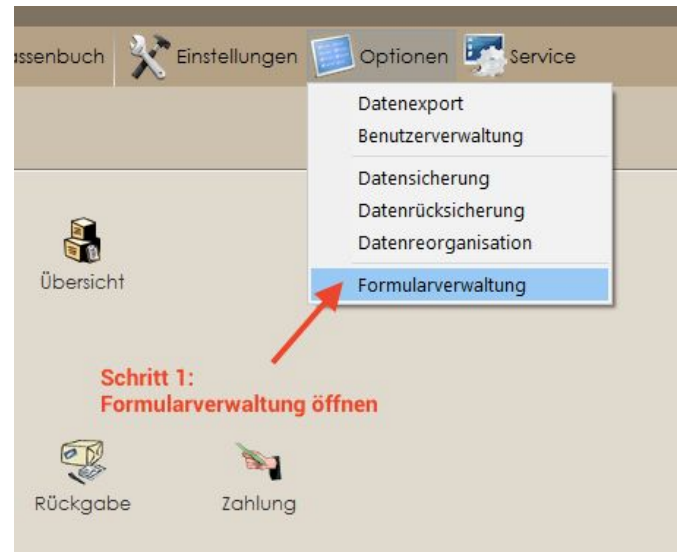 assenbuch Einstellungen Optionen Service
Datenexport
Benutzerverwaltung
Datensicherung
Datenrücksicherung
Datenreorganisation
Formularverwaltung
Übersicht
Schritt 1:
Formularverwaltung öffnen
Rückgabe Zahlung